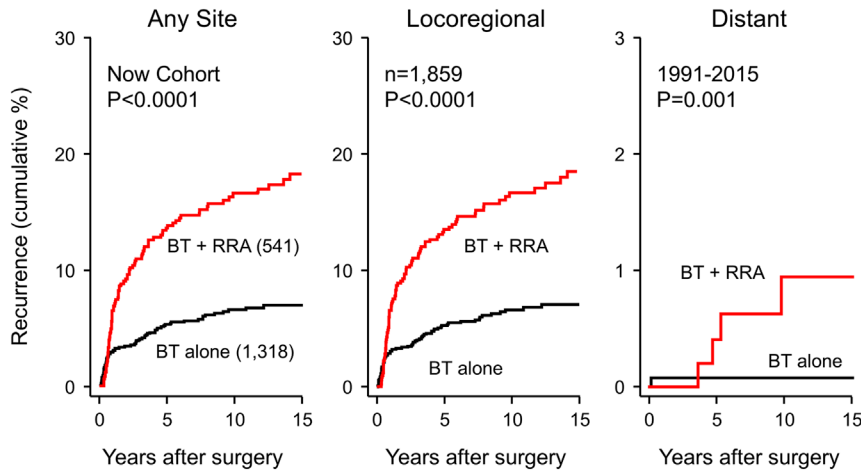 Any Site
Locoregional
Distant
Recurrence (cumulative %)
30
20
10
0
Now Cohort
P<0.0001
BT + RRA (541)
BT alone (1,318)
0
5
10
15
Years after surgery
30
20
10
0
n=1,859
P<0.0001
BT + RRA
BT alone
0
5
10
15
Years after surgery
3
2
1
0
1991-2015
P=0.001
BT + RRA
BT alone
0
5
10
15
Years after surgery